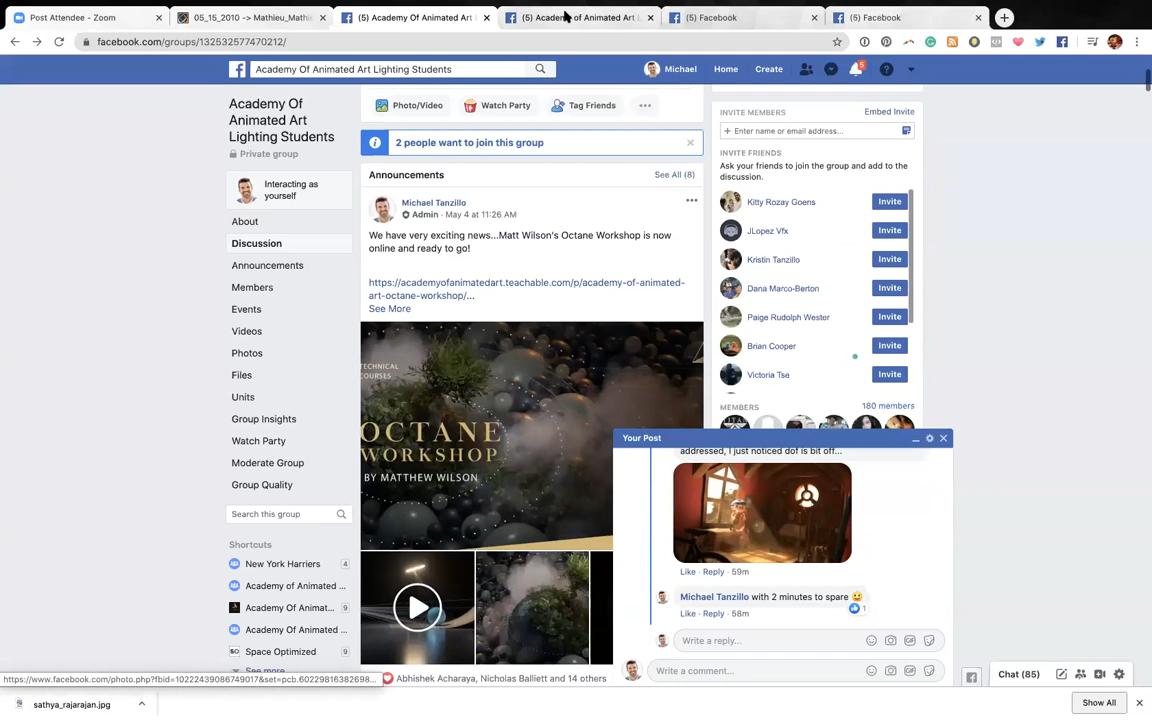 Post Attendee - Zoom
05_15_2010 -> Mathieu_Mathi
(5) Academy Of Animated Art
(5) Academy of Animated Art L
(5) Facebook
(5) Facebook
facebook.com/groups/132532577470212/
Academy Of Animated Art Lighting Students
Michael
Home
Create
5
Academy Of
Animated Art
Lighting Students
Private group
Interacting as
yourself
About
Discussion
Announcements
Members
Events
Videos
Photos
Files
Units
Group Insights
Watch Party
Moderate Group
Group Quality
Search this group
Shortcuts
New York Harriers 4
Academy of Animated ...
Academy Of Animat... 9
Academy Of Animated ...
Space Optimized 9
See more
Photo/Video
Watch Party
Tag Friends
2 people want to join this group
Announcements
See All (8)
Michael Tanzillo
Admin · May 4 at 11:26 AM
We have very exciting news...Matt Wilson's Octane Workshop is now
online and ready to go!
https://academyofanimatedart.teachable.com/p/academy-of-animated-
art-octane-workshop/...
See More
TECHNICAL
COURSES
OCTANE
WORKSHOP
BY MATTHEW WILSON
Abhishek Acharaya, Nicholas Balliett and 14 others
INVITE MEMBERS
Embed Invite
+ Enter name or email address...
INVITE FRIENDS
Ask your friends to join the group and add to the
discussion.
Kitty Rozay Goens Invite
JLopez Vfx Invite
Kristin Tanzillo Invite
Dana Marco-Berton Invite
Paige Rudolph Wester Invite
Brian Cooper Invite
Victoria Tse Invite
MEMBERS
180 members
Your Post
addressed, I just noticed dof is bit off...
Like · Reply · 59m
Michael Tanzillo with 2 minutes to spare
1
Like · Reply · 58m
Write a reply...
Write a comment...
Chat (85)
https://www.facebook.com/photo.php?fbid=10222439086749017&set=pcb.60229816382698...
sathya_rajarajan.jpg
Show All